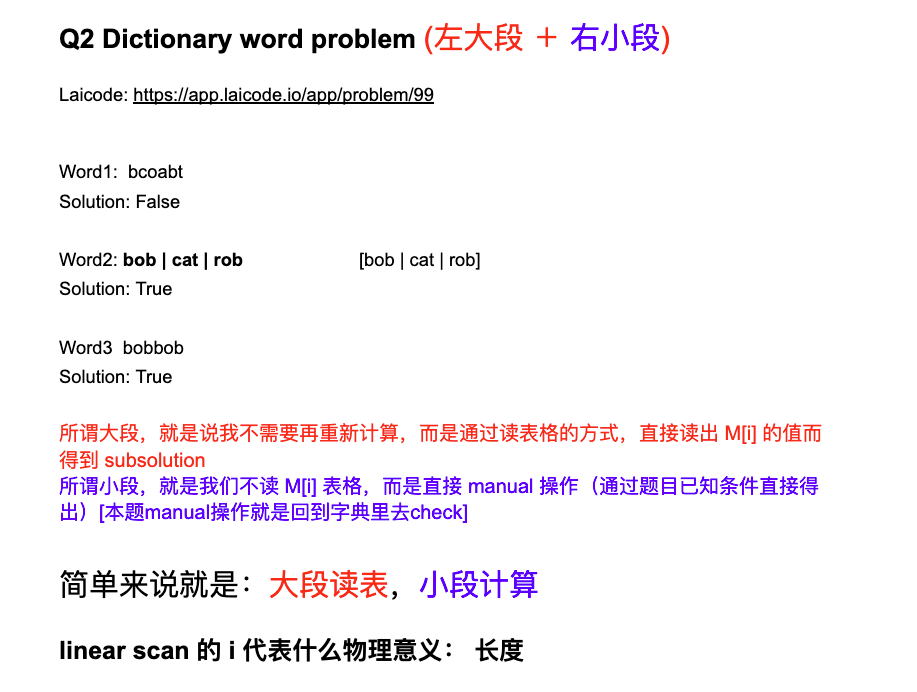 Q2 Dictionary word problem (左大段 ＋ 右小段)
Laicode: https://app.laicode.io/app/problem/99
Word1:  bcoabt
Solution: False
Word2: bob | cat | rob    [bob | cat | rob]
Solution: True
Word3  bobbob
Solution: True
所谓大段，就是说我不需要再重新计算，而是通过读表格的方式，直接读出 M[i] 的值而
得到 subsolution
所谓小段，就是我们不读 M[i] 表格，而是直接 manual 操作（通过题目已知条件直接得
出）[本题manual操作就是回到字典里去check]
简单来说就是：大段读表，小段计算
linear scan 的 i 代表什么物理意义： 长度